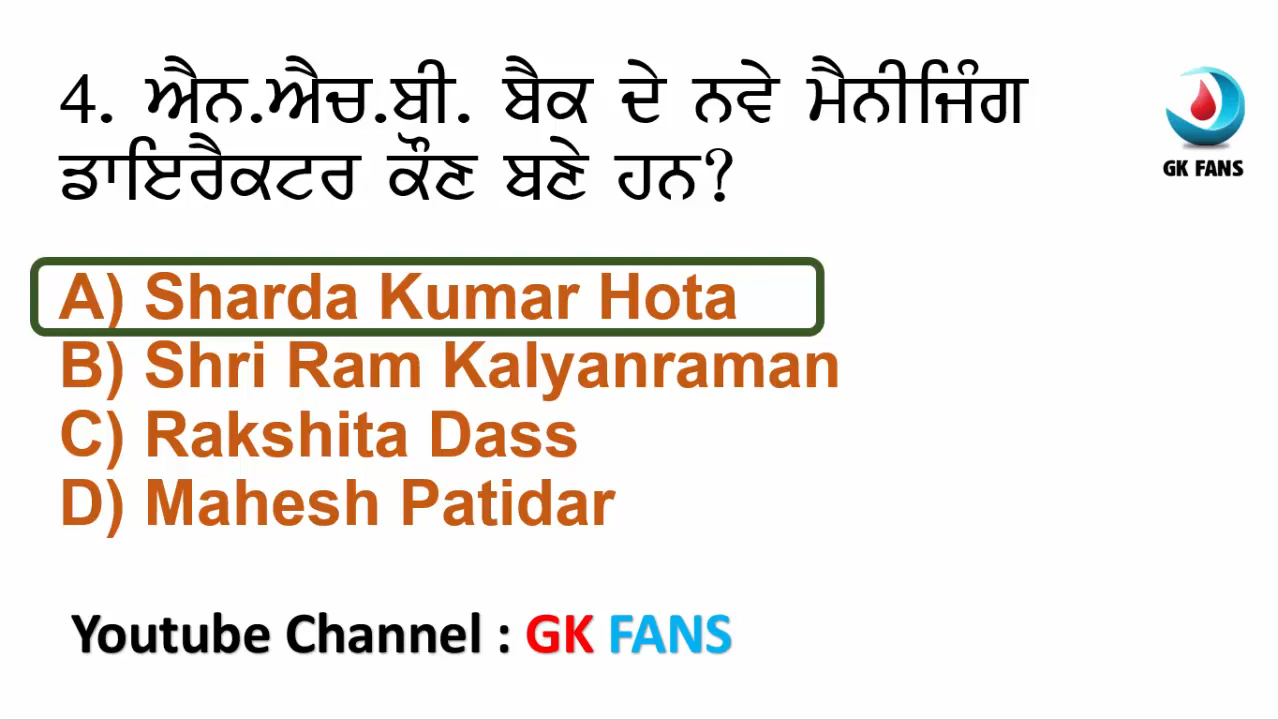 4. ਐਨ.ਐਚ.ਬੀ. ਬੈਕ ਦੇ ਨਵੇ ਮੈਨੀਜਿੰਗ
ਡਾਇਰੈਕਟਰ ਕੌਣ ਬਣੇ ਹਨ?
GK FANS
A) Sharda Kumar Hota
B) Shri Ram Kalyanraman
C) Rakshita Dass
D) Mahesh Patidar
Youtube Channel : GK FANS